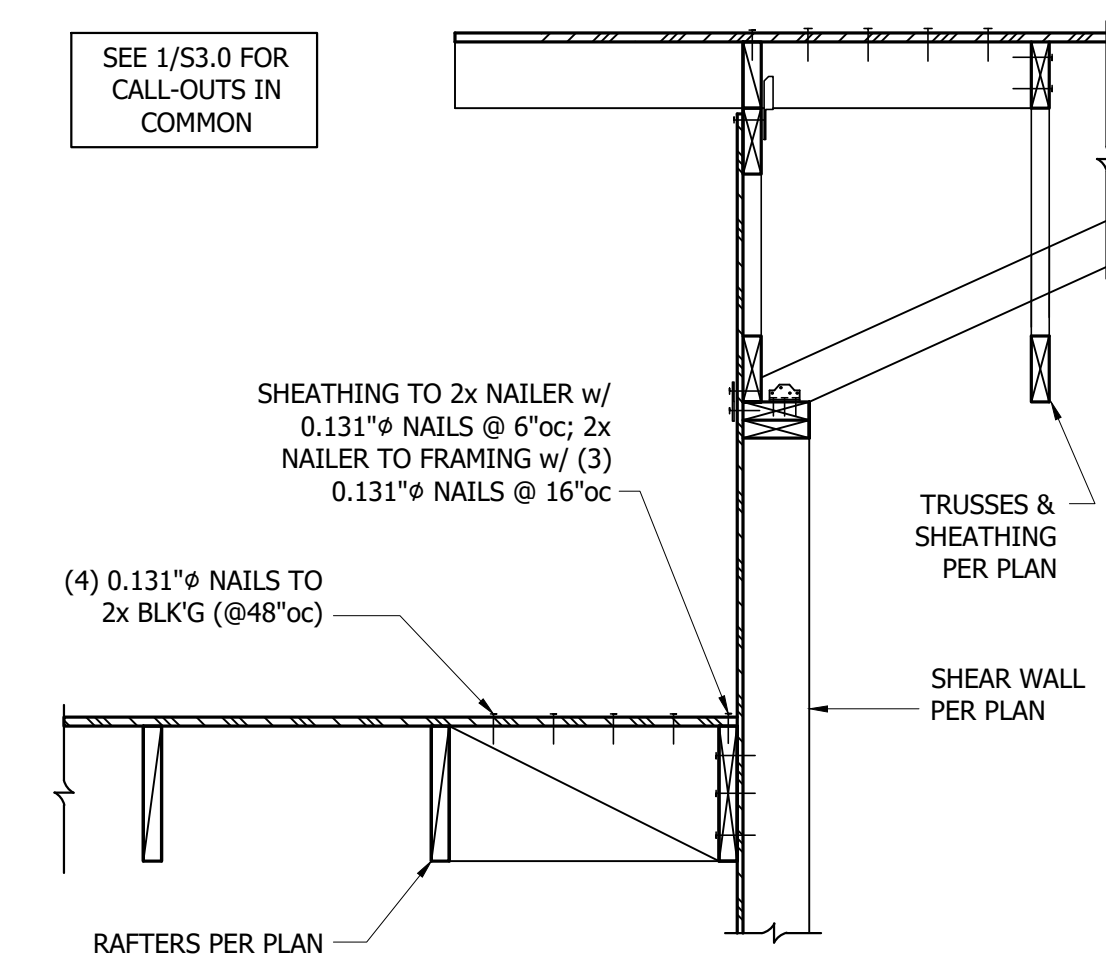 SEE 1/S3.0 FOR
CALL-OUTS IN
COMMON
SHEATHING TO 2x NAILER w/
0.131"⌀ NAILS @ 6"oc; 2x
NAILER TO FRAMING w/ (3)
0.131"⌀ NAILS @ 16"oc
TRUSSES &
SHEATHING
PER PLAN
(4) 0.131"⌀ NAILS TO
2x BLK'G (@48"oc)
SHEAR WALL
PER PLAN
RAFTERS PER PLAN